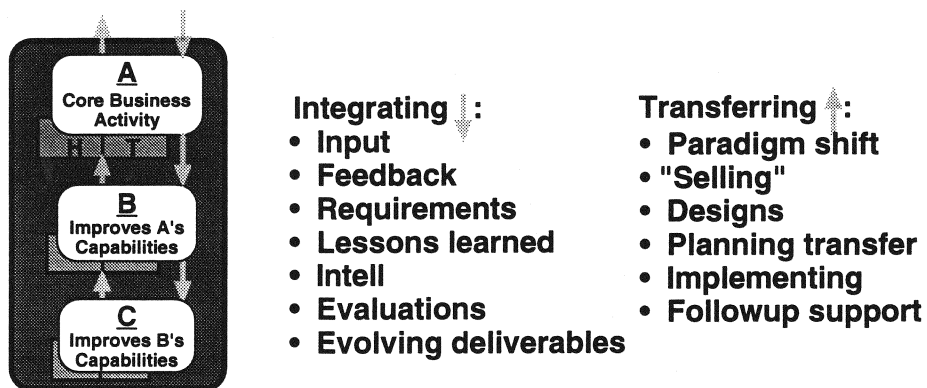 A
Core Business
Activity
H T
B
Improves A's
Capabilities
C
Improves B's
Capabilities
Integrating :
• Input
• Feedback
• Requirements
• Lessons learned
• Intell
• Evaluations
• Evolving deliverables
Transferring :
• Paradigm shift
• "Selling"
• Designs
• Planning transfer
• Implementing
• Followup support